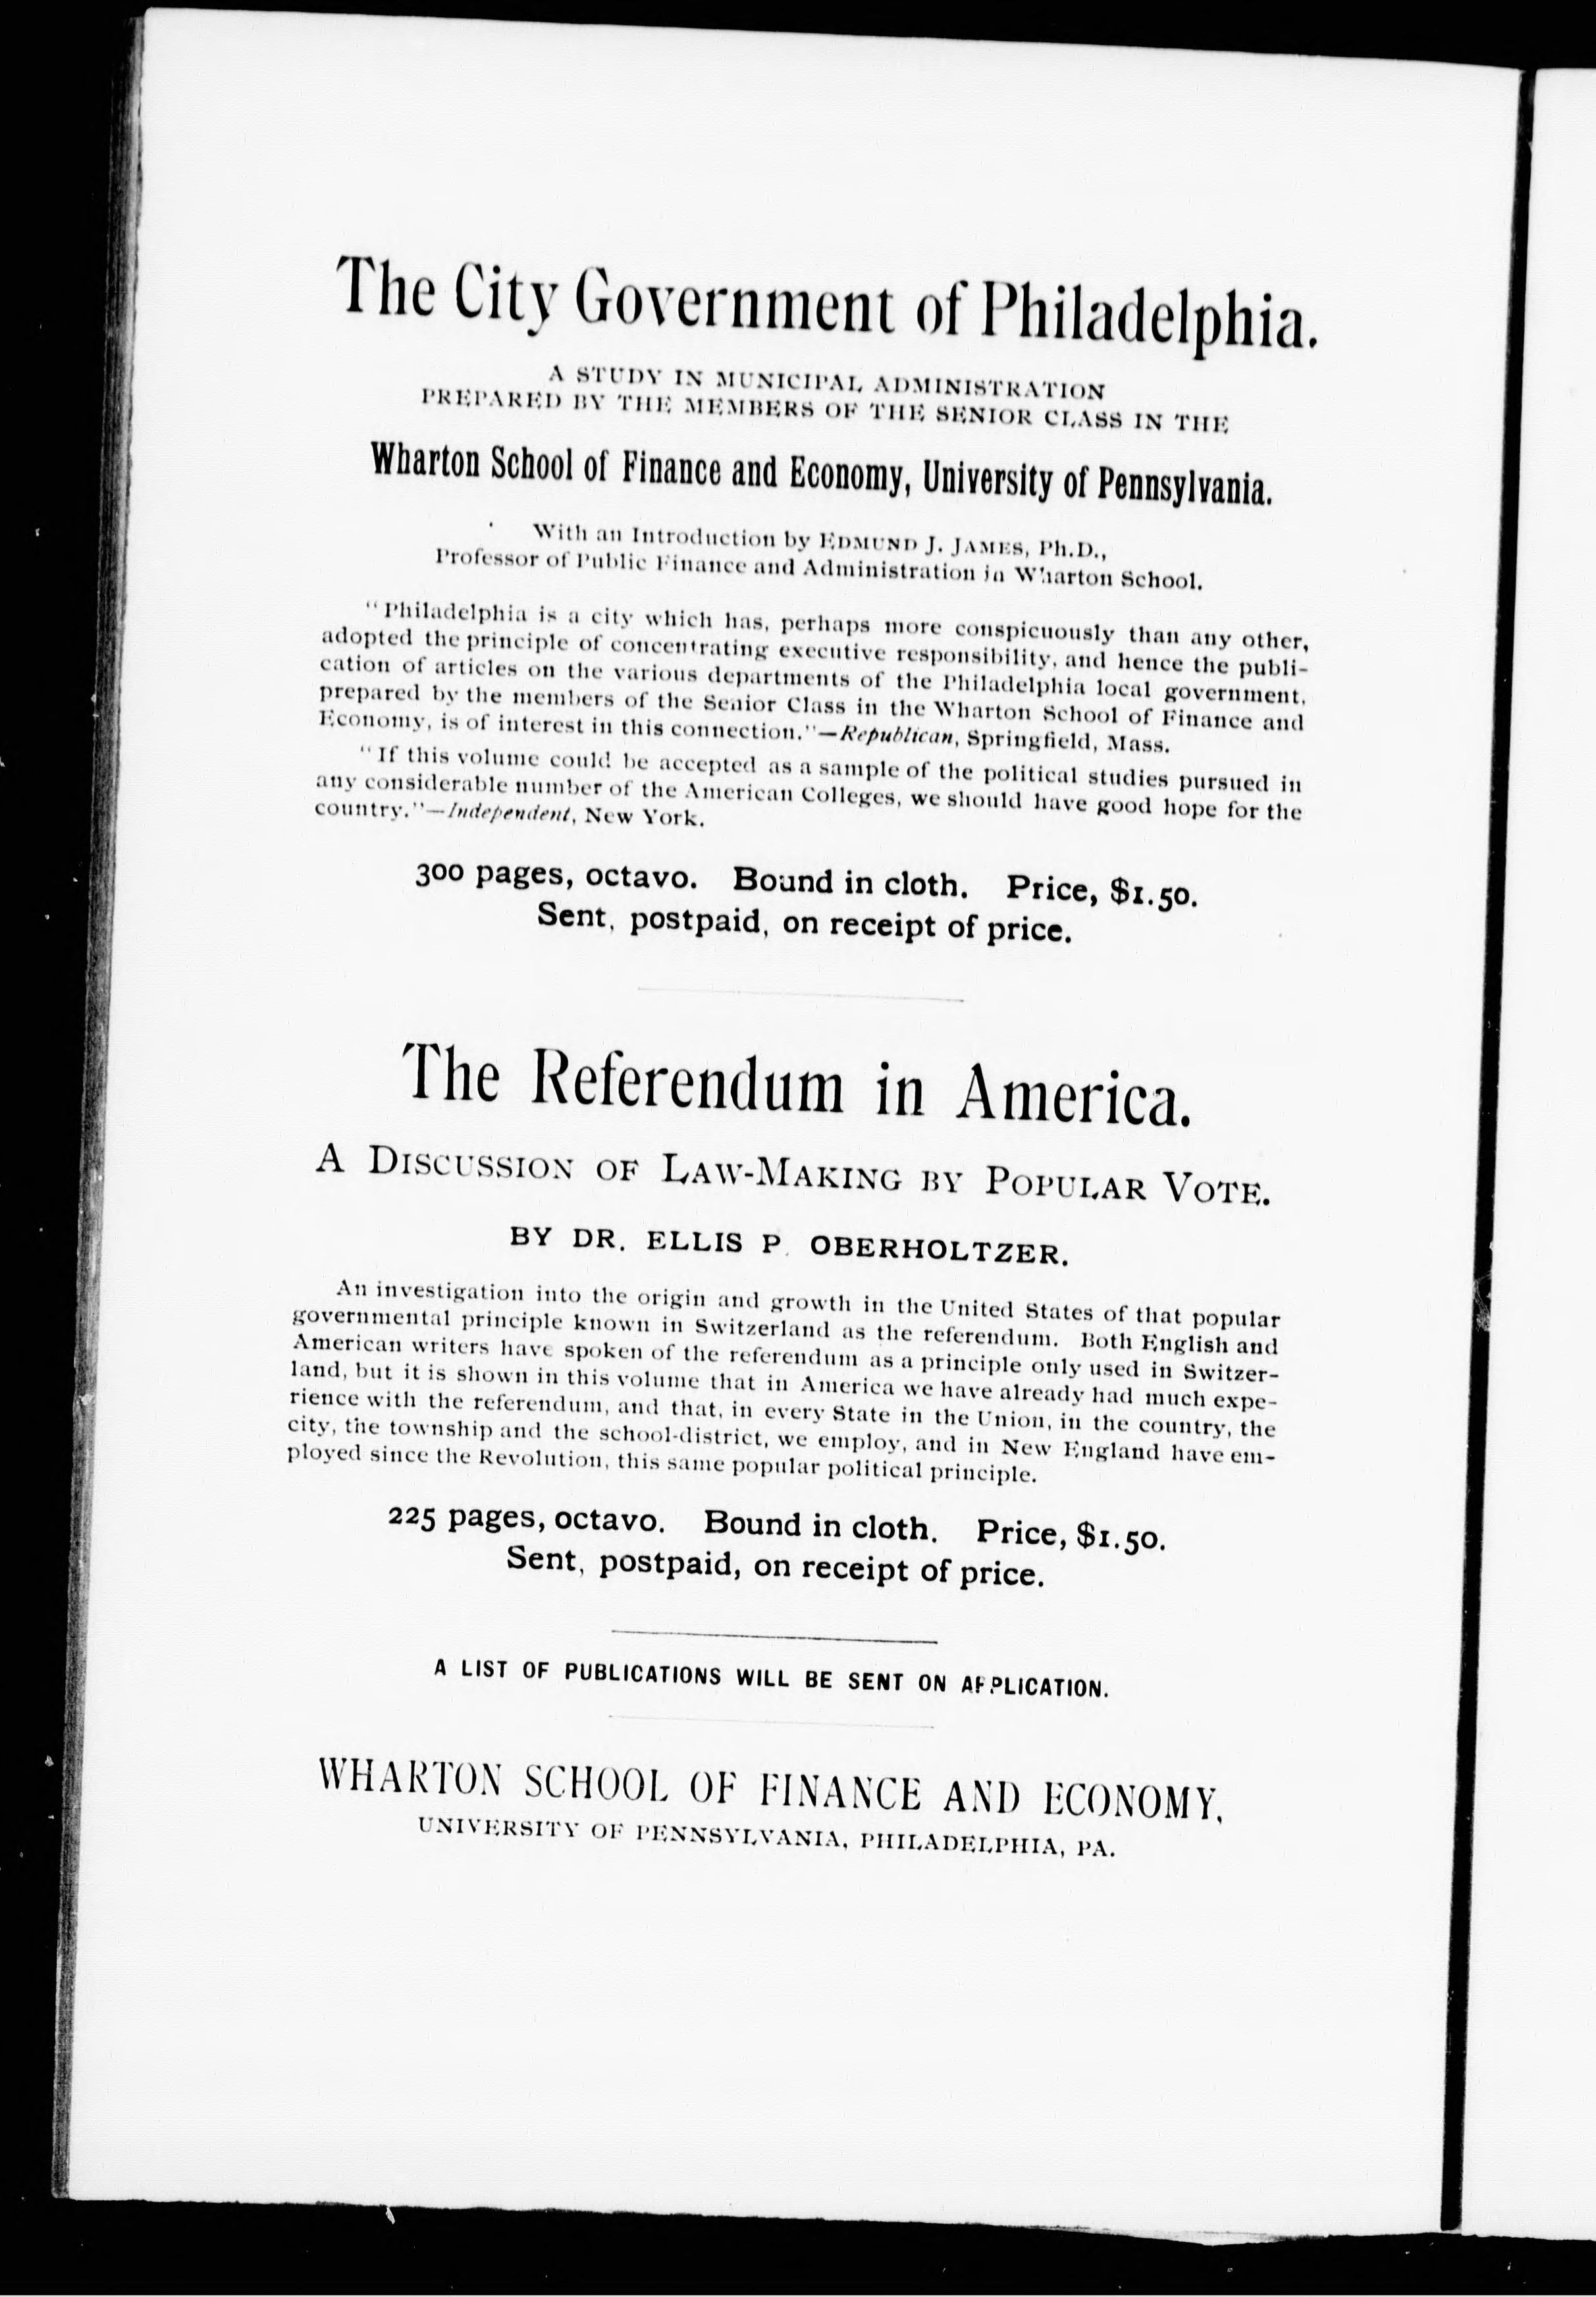 The City Government of Philadelphia.
A STUDY IN MUNICIPAL ADMINISTRATION
PREPARED BY THE MEMBERS OF THE SENIOR CLASS IN THE
Wharton School of Finance and Economy, University of Pennsylvania.
With an Introduction by EDMUND J. JAMES, Ph.D.,
Professor of Public Finance and Administration in Wharton School.
"Philadelphia is a city which has, perhaps more conspicuously than any other,
adopted the principle of concentrating executive responsibility, and hence the publi-
cation of articles on the various departments of the Philadelphia local government,
prepared by the members of the Senior Class in the Wharton School of Finance and
Economy, is of interest in this connection."—Republican, Springfield, Mass.
"If this volume could be accepted as a sample of the political studies pursued in
any considerable number of the American Colleges, we should have good hope for the
country."—Independent, New York.
300 pages, octavo. Bound in cloth. Price, $1.50.
Sent, postpaid, on receipt of price.
The Referendum in America.
A DISCUSSION OF LAW-MAKING BY POPULAR VOTE.
BY DR. ELLIS P. OBERHOLTZER.
An investigation into the origin and growth in the United States of that popular
governmental principle known in Switzerland as the referendum. Both English and
American writers have spoken of the referendum as a principle only used in Switzer-
land, but it is shown in this volume that in America we have already had much expe-
rience with the referendum, and that, in every State in the Union, in the country, the
city, the township and the school-district, we employ, and in New England have em-
ployed since the Revolution, this same popular political principle.
225 pages, octavo. Bound in cloth. Price, $1.50.
Sent, postpaid, on receipt of price.
A LIST OF PUBLICATIONS WILL BE SENT ON APPLICATION.
WHARTON SCHOOL OF FINANCE AND ECONOMY,
UNIVERSITY OF PENNSYLVANIA, PHILADELPHIA, PA.